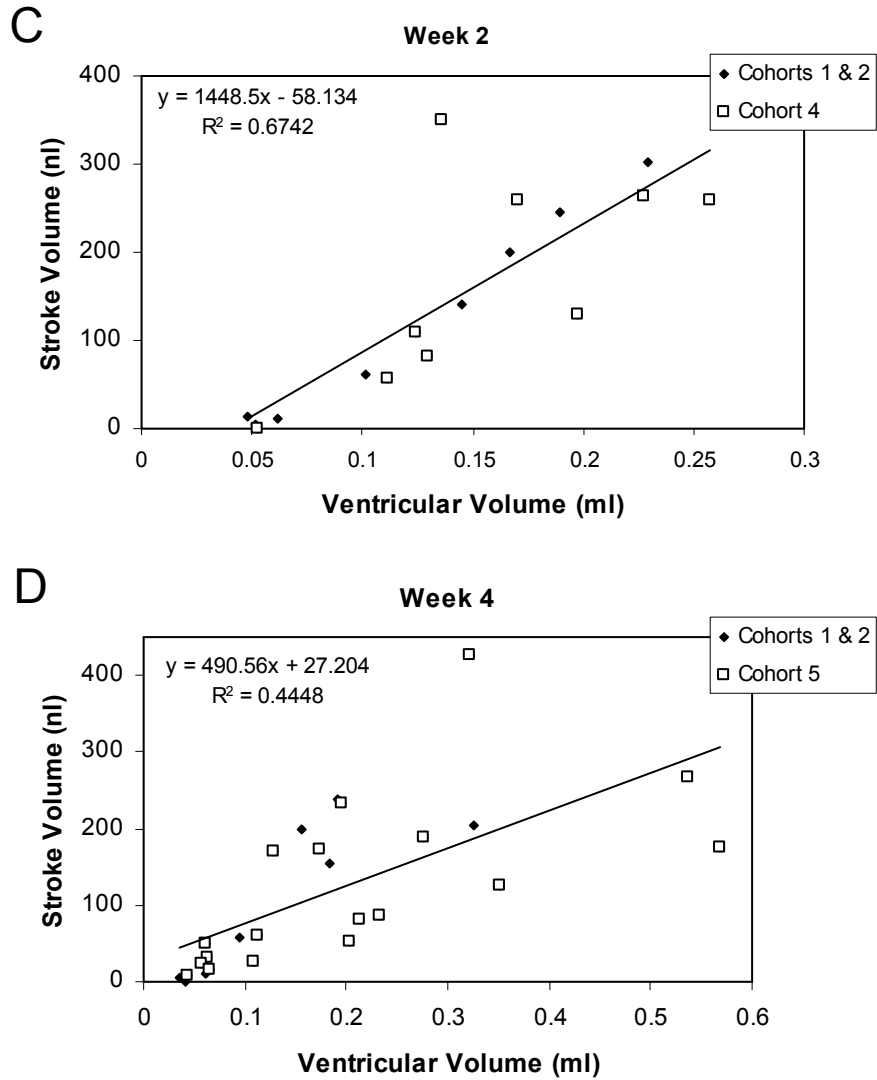 C
Week 2
Cohorts 1 & 2
Cohort 4
y = 1448.5x - 58.134
R² = 0.6742
400
300
200
100
0
Stroke Volume (nl)
0 0.05 0.1 0.15 0.2 0.25 0.3
Ventricular Volume (ml)
D
Week 4
Cohorts 1 & 2
Cohort 5
y = 490.56x + 27.204
R² = 0.4448
400
300
200
100
0
Stroke Volume (nl)
0 0.1 0.2 0.3 0.4 0.5 0.6
Ventricular Volume (ml)